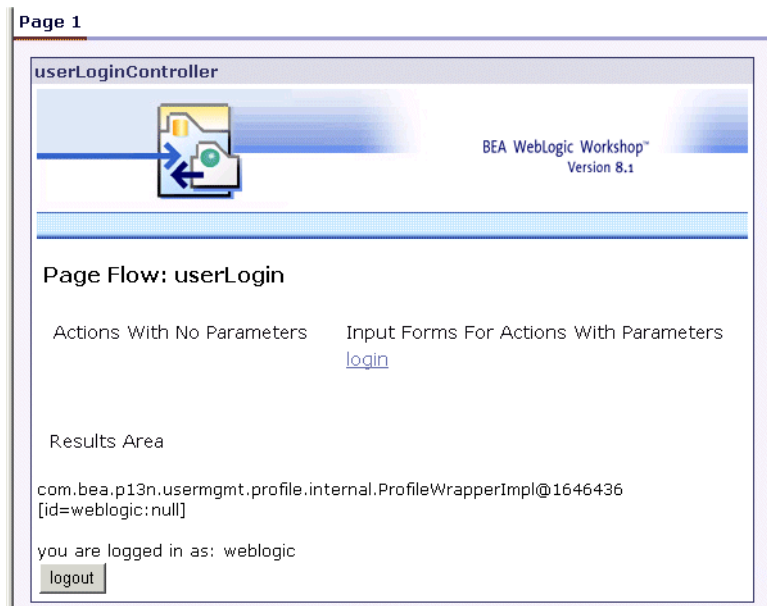 Page 1
userLoginController
BEA WebLogic Workshop™
Version 8.1
Page Flow: userLogin
Actions With No Parameters
Input Forms For Actions With Parameters
login
Results Area
com.bea.p13n.usermgmt.profile.internal.ProfileWrapperImpl@1646436
[id=weblogic:null]
you are logged in as: weblogic
logout